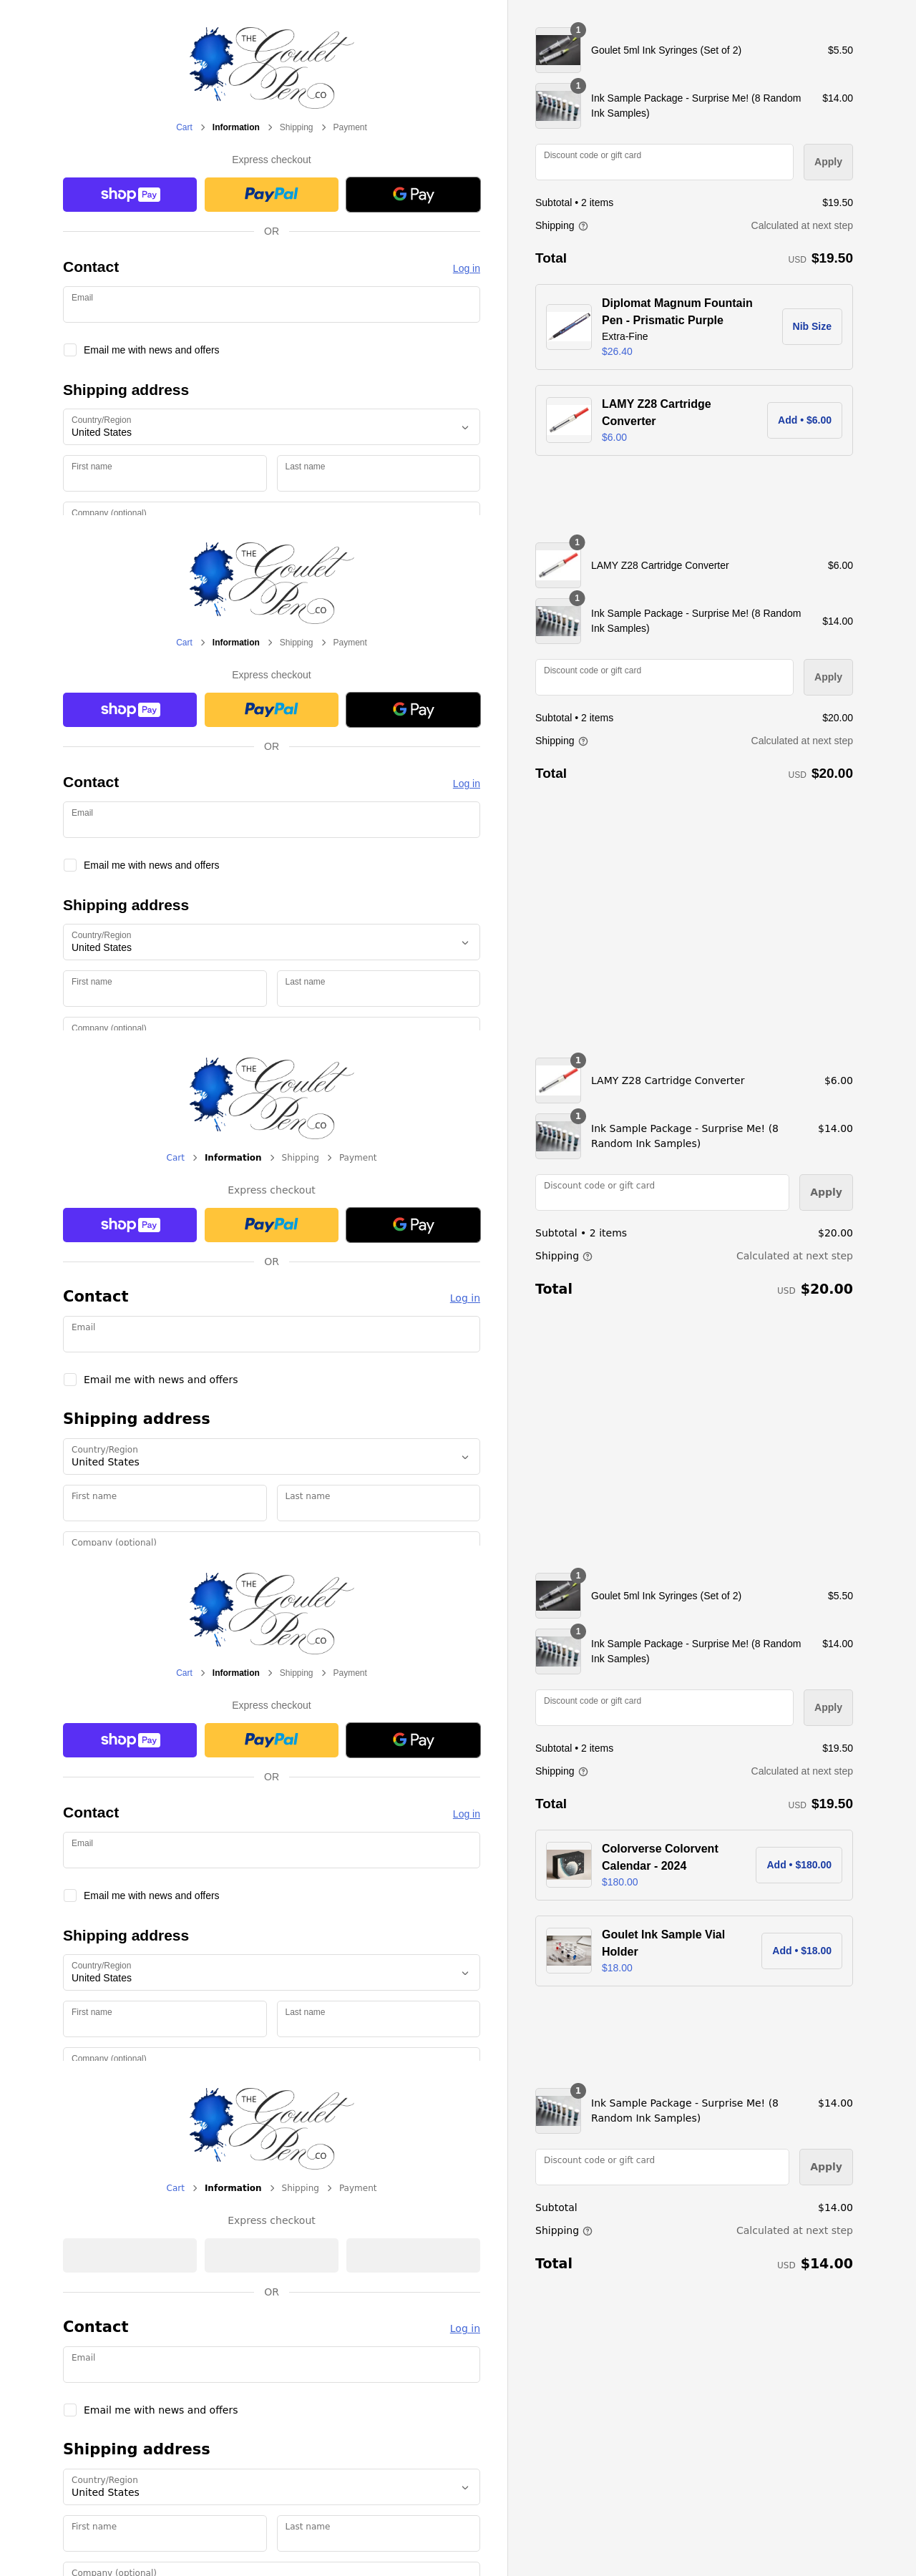 THE
Goulet
Pen CO
Cart > Information > Shipping > Payment
Express checkout
shop Pay
PayPal
G Pay
OR
Contact
Log in
Email
Email me with news and offers
Shipping address
Country/Region
United States
First name
Last name
Company (optional)
1
Goulet 5ml Ink Syringes (Set of 2)
$5.50
1
Ink Sample Package - Surprise Me! (8 Random
Ink Samples)
$14.00
Discount code or gift card
Apply
Subtotal • 2 items
$19.50
Shipping
Calculated at next step
Total
USD $19.50
Diplomat Magnum Fountain
Pen - Prismatic Purple
Extra-Fine
$26.40
Nib Size
LAMY Z28 Cartridge
Converter
$6.00
Add • $6.00
THE
Goulet
Pen CO
Cart > Information > Shipping > Payment
Express checkout
shop Pay
PayPal
G Pay
OR
Contact
Log in
Email
Email me with news and offers
Shipping address
Country/Region
United States
First name
Last name
Company (optional)
1
LAMY Z28 Cartridge Converter
$6.00
1
Ink Sample Package - Surprise Me! (8 Random
Ink Samples)
$14.00
Discount code or gift card
Apply
Subtotal • 2 items
$20.00
Shipping
Calculated at next step
Total
USD $20.00
THE
Goulet
Pen CO
Cart > Information > Shipping > Payment
Express checkout
shop Pay
PayPal
G Pay
OR
Contact
Log in
Email
Email me with news and offers
Shipping address
Country/Region
United States
First name
Last name
Company (optional)
1
LAMY Z28 Cartridge Converter
$6.00
1
Ink Sample Package - Surprise Me! (8
Random Ink Samples)
$14.00
Discount code or gift card
Apply
Subtotal • 2 items
$20.00
Shipping
Calculated at next step
Total
USD $20.00
THE
Goulet
Pen CO
Cart > Information > Shipping > Payment
Express checkout
shop Pay
PayPal
G Pay
OR
Contact
Log in
Email
Email me with news and offers
Shipping address
Country/Region
United States
First name
Last name
Company (optional)
1
Goulet 5ml Ink Syringes (Set of 2)
$5.50
1
Ink Sample Package - Surprise Me! (8 Random
Ink Samples)
$14.00
Discount code or gift card
Apply
Subtotal • 2 items
$19.50
Shipping
Calculated at next step
Total
USD $19.50
Colorverse Colorvent
Calendar - 2024
$180.00
Add • $180.00
Goulet Ink Sample Vial
Holder
$18.00
Add • $18.00
THE
Goulet
Pen CO
Cart > Information > Shipping > Payment
Express checkout
OR
Contact
Log in
Email
Email me with news and offers
Shipping address
Country/Region
United States
First name
Last name
Company (optional)
1
Ink Sample Package - Surprise Me! (8
Random Ink Samples)
$14.00
Discount code or gift card
Apply
Subtotal
$14.00
Shipping
Calculated at next step
Total
USD $14.00